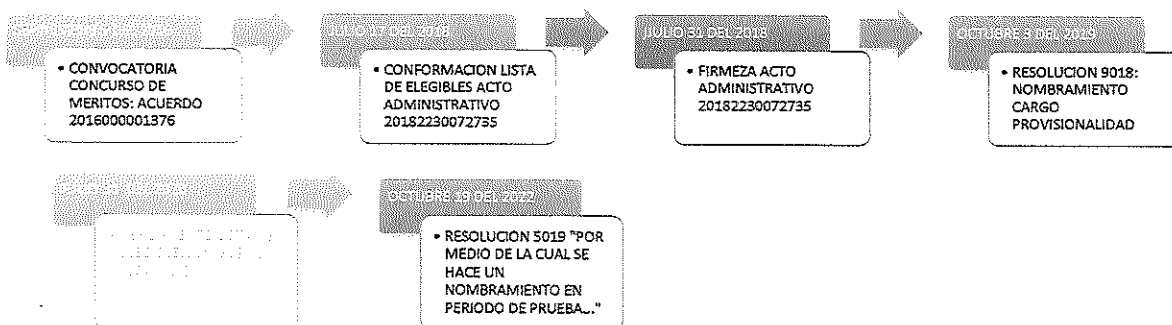 JULIO 17 DEL 2018
JULIO 31 DEL 2018
OCTUBRE 3 DEL 2019
• CONVOCATORIA
CONCURSO DE
MERITOS: ACUERDO
2016000001376
• CONFORMACION LISTA
DE ELEGIBLES ACTO
ADMINISTRATIVO
20182230072735
• FIRMEZA ACTO
ADMINISTRATIVO
20182230072735
• RESOLUCION 9018:
NOMBRAMIENTO
CARGO
PROVISIONALIDAD
OCTUBRE 19 DEL 2022
• RESOLUCION 5019 "POR
MEDIO DE LA CUAL SE
HACE UN
NOMBRAMIENTO EN
PERIODO DE PRUEBA..."